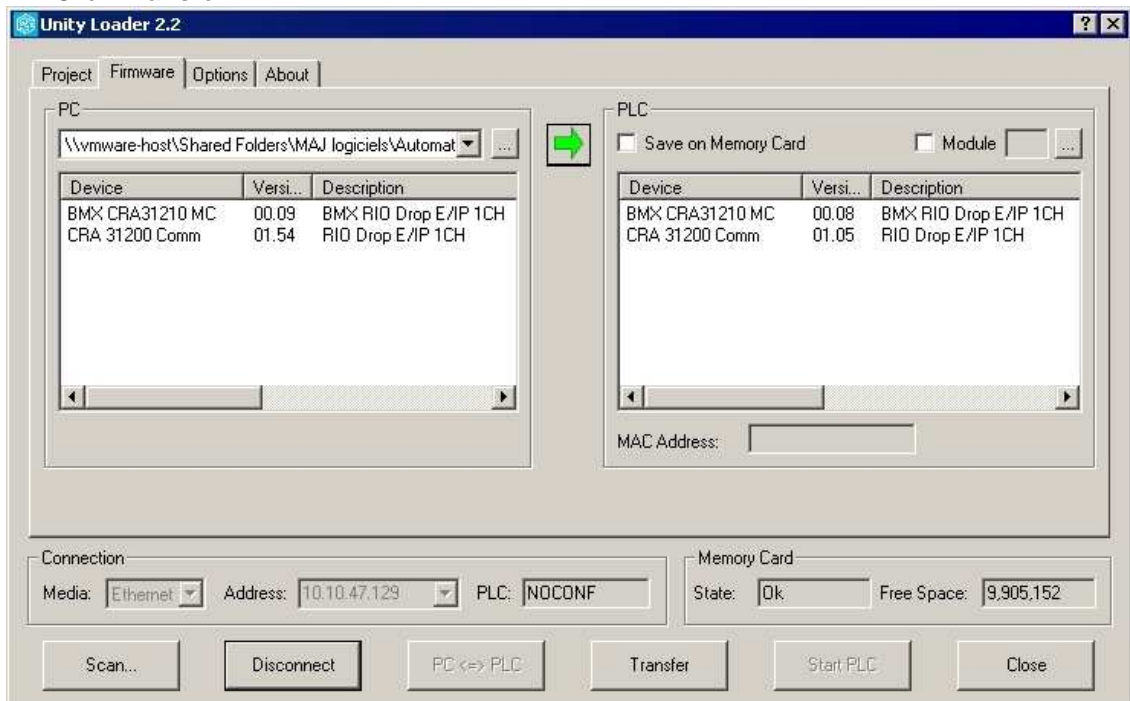 Unity Loader 2.2
Project Firmware Options About
PC
\\vmware-host\Shared Folders\MAJ logiciels\Automat ...
Device Versi... Description
BMX CRA31210 MC 00.09 BMX RIO Drop E/IP 1CH
CRA 31200 Comm 01.54 RIO Drop E/IP 1CH
PLC
Save on Memory Card Module ...
Device Versi... Description
BMX CRA31210 MC 00.08 BMX RIO Drop E/IP 1CH
CRA 31200 Comm 01.05 RIO Drop E/IP 1CH
MAC Address:
Connection
Media: Ethernet Address: 10.10.47.129 PLC: NOCONF
Memory Card
State: Ok Free Space: 9,905,152
Scan... Disconnect PC <=> PLC Transfer Start PLC Close